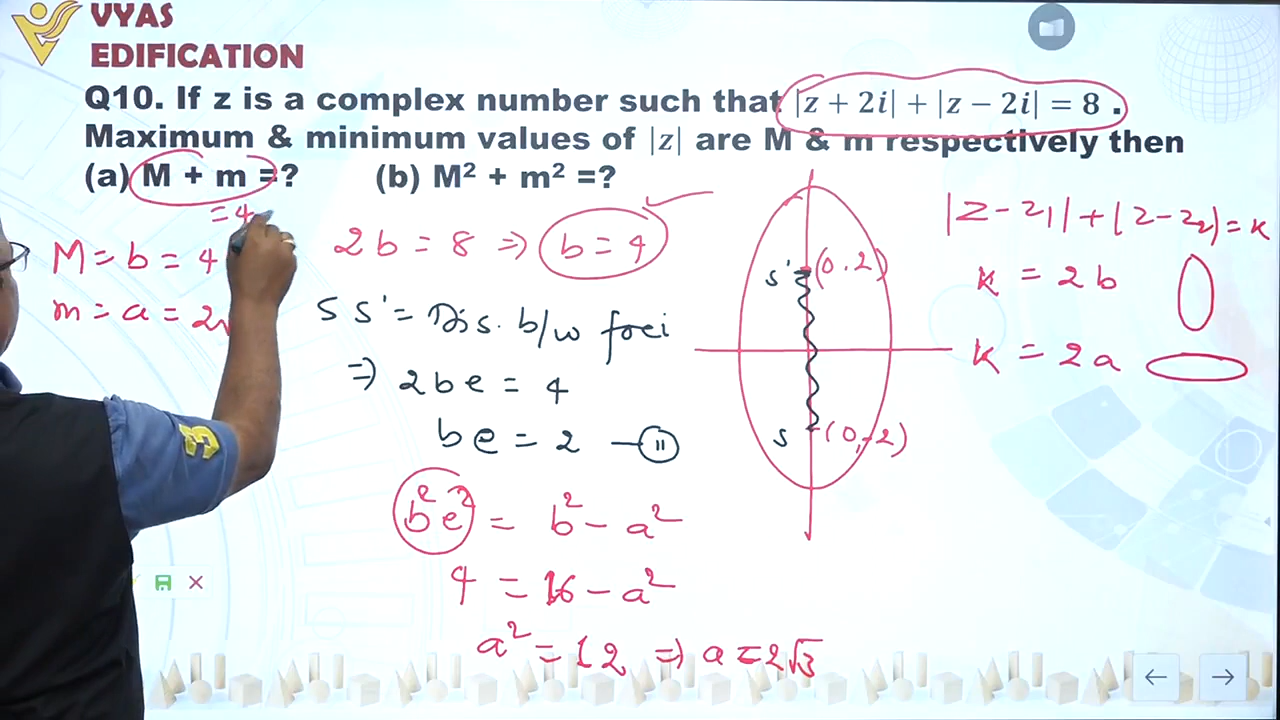 VYAS
EDIFICATION
Q10. If z is a complex number such that |z + 2i| + |z − 2i| = 8 .
Maximum & minimum values of |z| are M & m respectively then
(a) M + m =?  (b) M² + m² =?
= 4
M = b = 4
m = a = 2√
2b = 8 ⇒ b = 4
SS' = Dis. b/w foci
⇒ 2be = 4
be = 2 — (II)
b²e² = b² − a²
4 = 16 − a²
a² = 12 ⇒ a = 2√3
S' (0, 2)
S (0, -2)
|z − z₁| + |z − z₂| = k
k = 2b
k = 2a
3